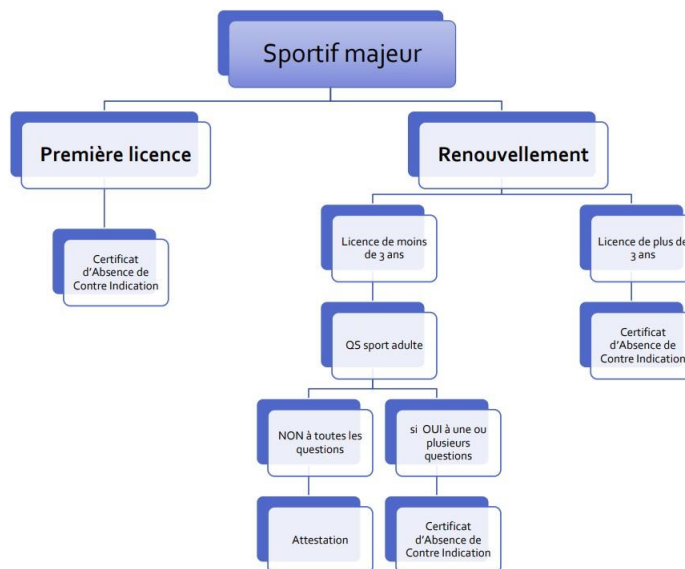 Sportif majeur
Première licence
Renouvellement
Certificat
d'Absence de
Contre Indication
Licence de moins
de 3 ans
Licence de plus de
3 ans
QS sport adulte
Certificat
d'Absence de
Contre Indication
NON à toutes les
questions
si OUI à une ou
plusieurs
questions
Attestation
Certificat
d'Absence de
Contre Indication